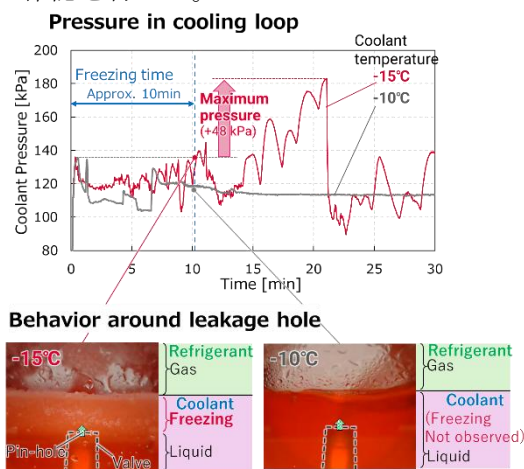 Pressure in cooling loop
Coolant
temperature
-15℃
-10℃
Freezing time
Approx. 10min
Maximum
pressure
(+48 kPa)
Coolant Pressure [kPa]
200
180
160
140
120
100
80
0
5
10
15
20
25
30
Time [min]
Behavior around leakage hole
-15℃
Refrigerant
Gas
Coolant
Freezing
Liquid
Pin-hole
Valve
-10℃
Refrigerant
Gas
Coolant
(Freezing
Not observed)
Liquid